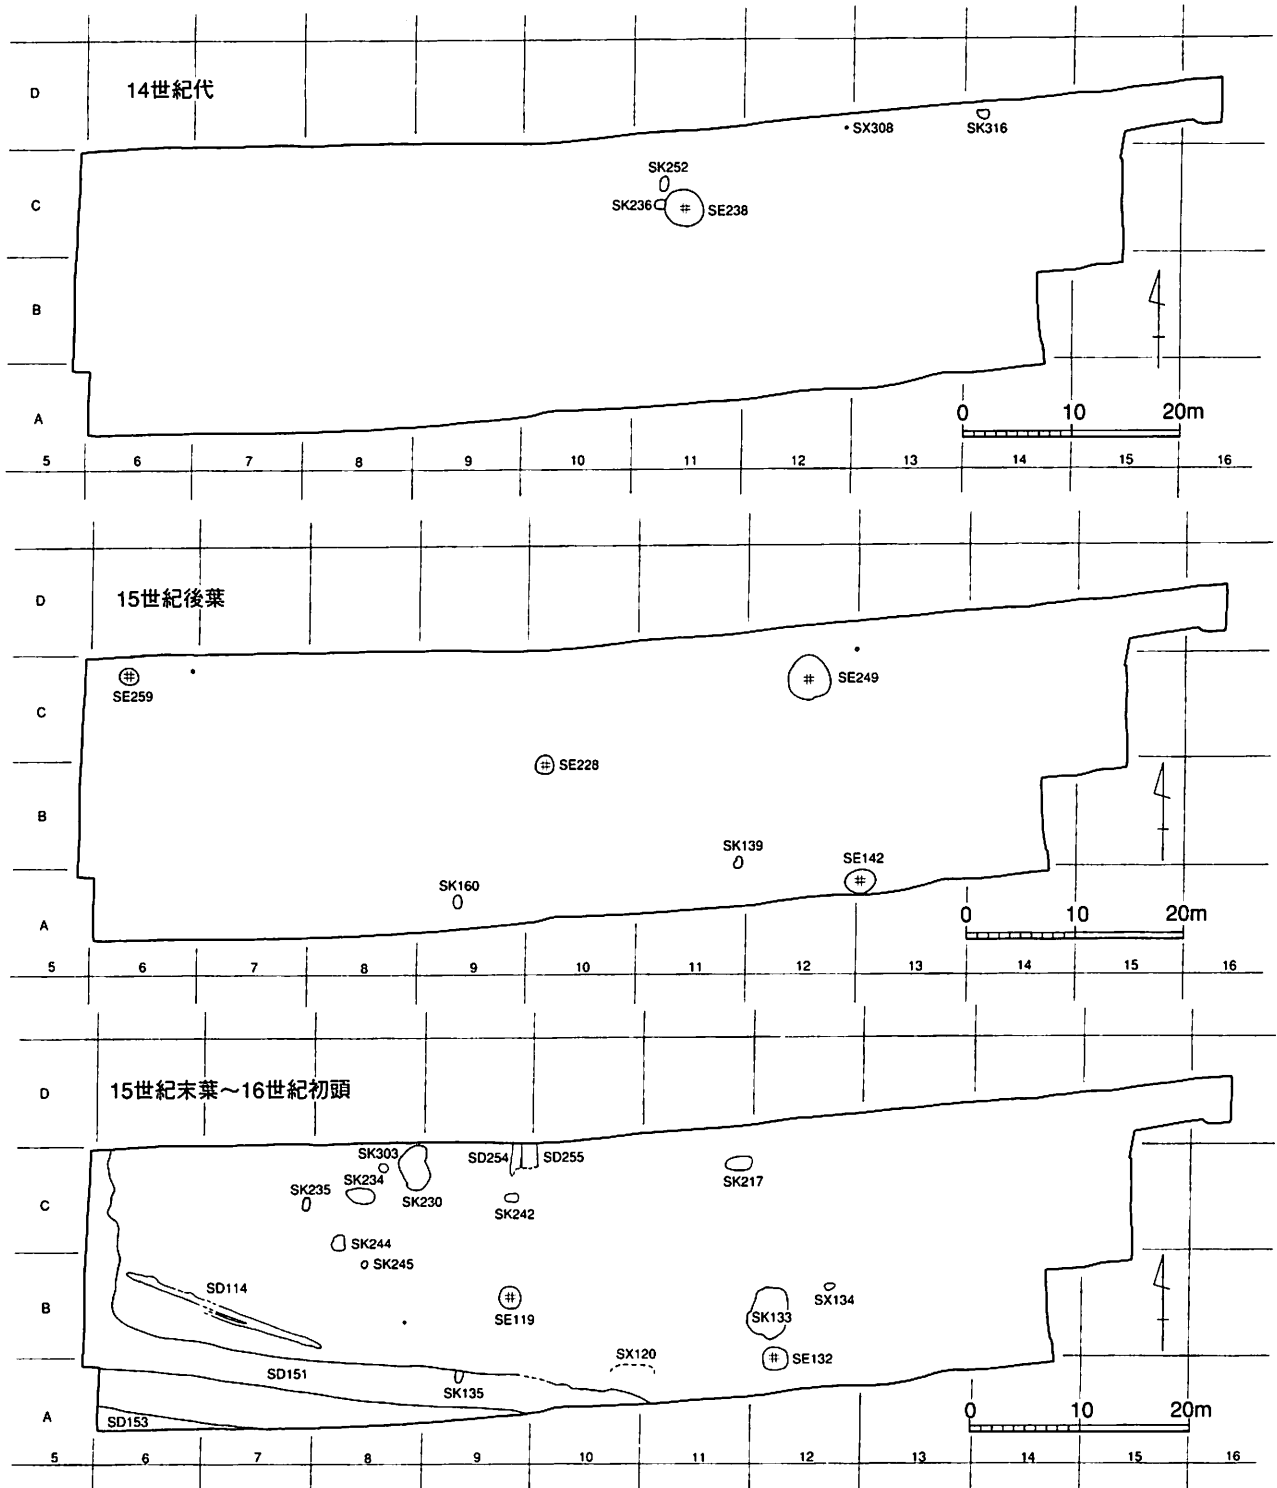 D
14世紀代
SX308
SK316
SK252
C
SK236
SE238
B
0 10 20m
A
5 6 7 8 9 10 11 12 13 14 15 16
D
15世紀後葉
SE259
SE249
C
SE228
B
SK139
SE142
SK160
0 10 20m
A
5 6 7 8 9 10 11 12 13 14 15 16
D
15世紀末葉〜16世紀初頭
SK303
SD254
SD255
SK234
SK235
SK230
SK217
C
SK242
SK244
SK245
SD114
B
SX134
SK133
SE119
SX120
SE132
SD151
SK135
0 10 20m
A
SD153
5 6 7 8 9 10 11 12 13 14 15 16